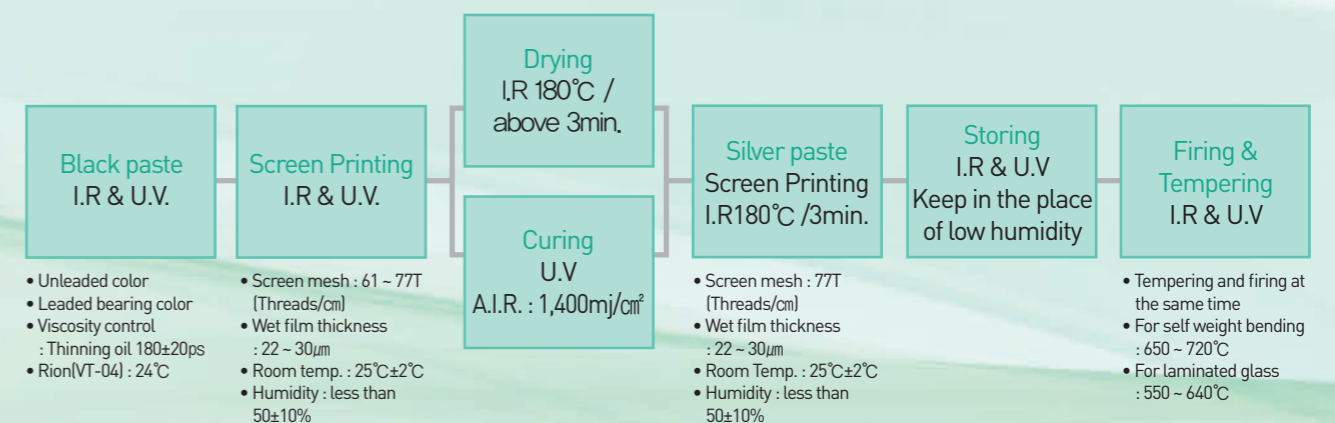 Black paste
I.R & U.V.
• Unleaded color
• Leaded bearing color
• Viscosity control
: Thinning oil 180±20ps
• Rion(VT-04) : 24℃
Screen Printing
I.R & U.V.
• Screen mesh : 61 ~ 77T
(Threads/㎝)
• Wet film thickness
: 22 ~ 30㎛
• Room temp. : 25℃±2℃
• Humidity : less than
50±10%
Drying
I.R 180℃ /
above 3min.
Curing
U.V
A.I.R. : 1,400mj/㎠
Silver paste
Screen Printing
I.R180℃ /3min.
• Screen mesh : 77T
(Threads/㎝)
• Wet film thickness
: 22 ~ 30㎛
• Room Temp. : 25℃±2℃
• Humidity : less than
50±10%
Storing
I.R & U.V
Keep in the place
of low humidity
Firing &
Tempering
I.R & U.V
• Tempering and firing at
the same time
• For self weight bending
: 650 ~ 720℃
• For laminated glass
: 550 ~ 640℃